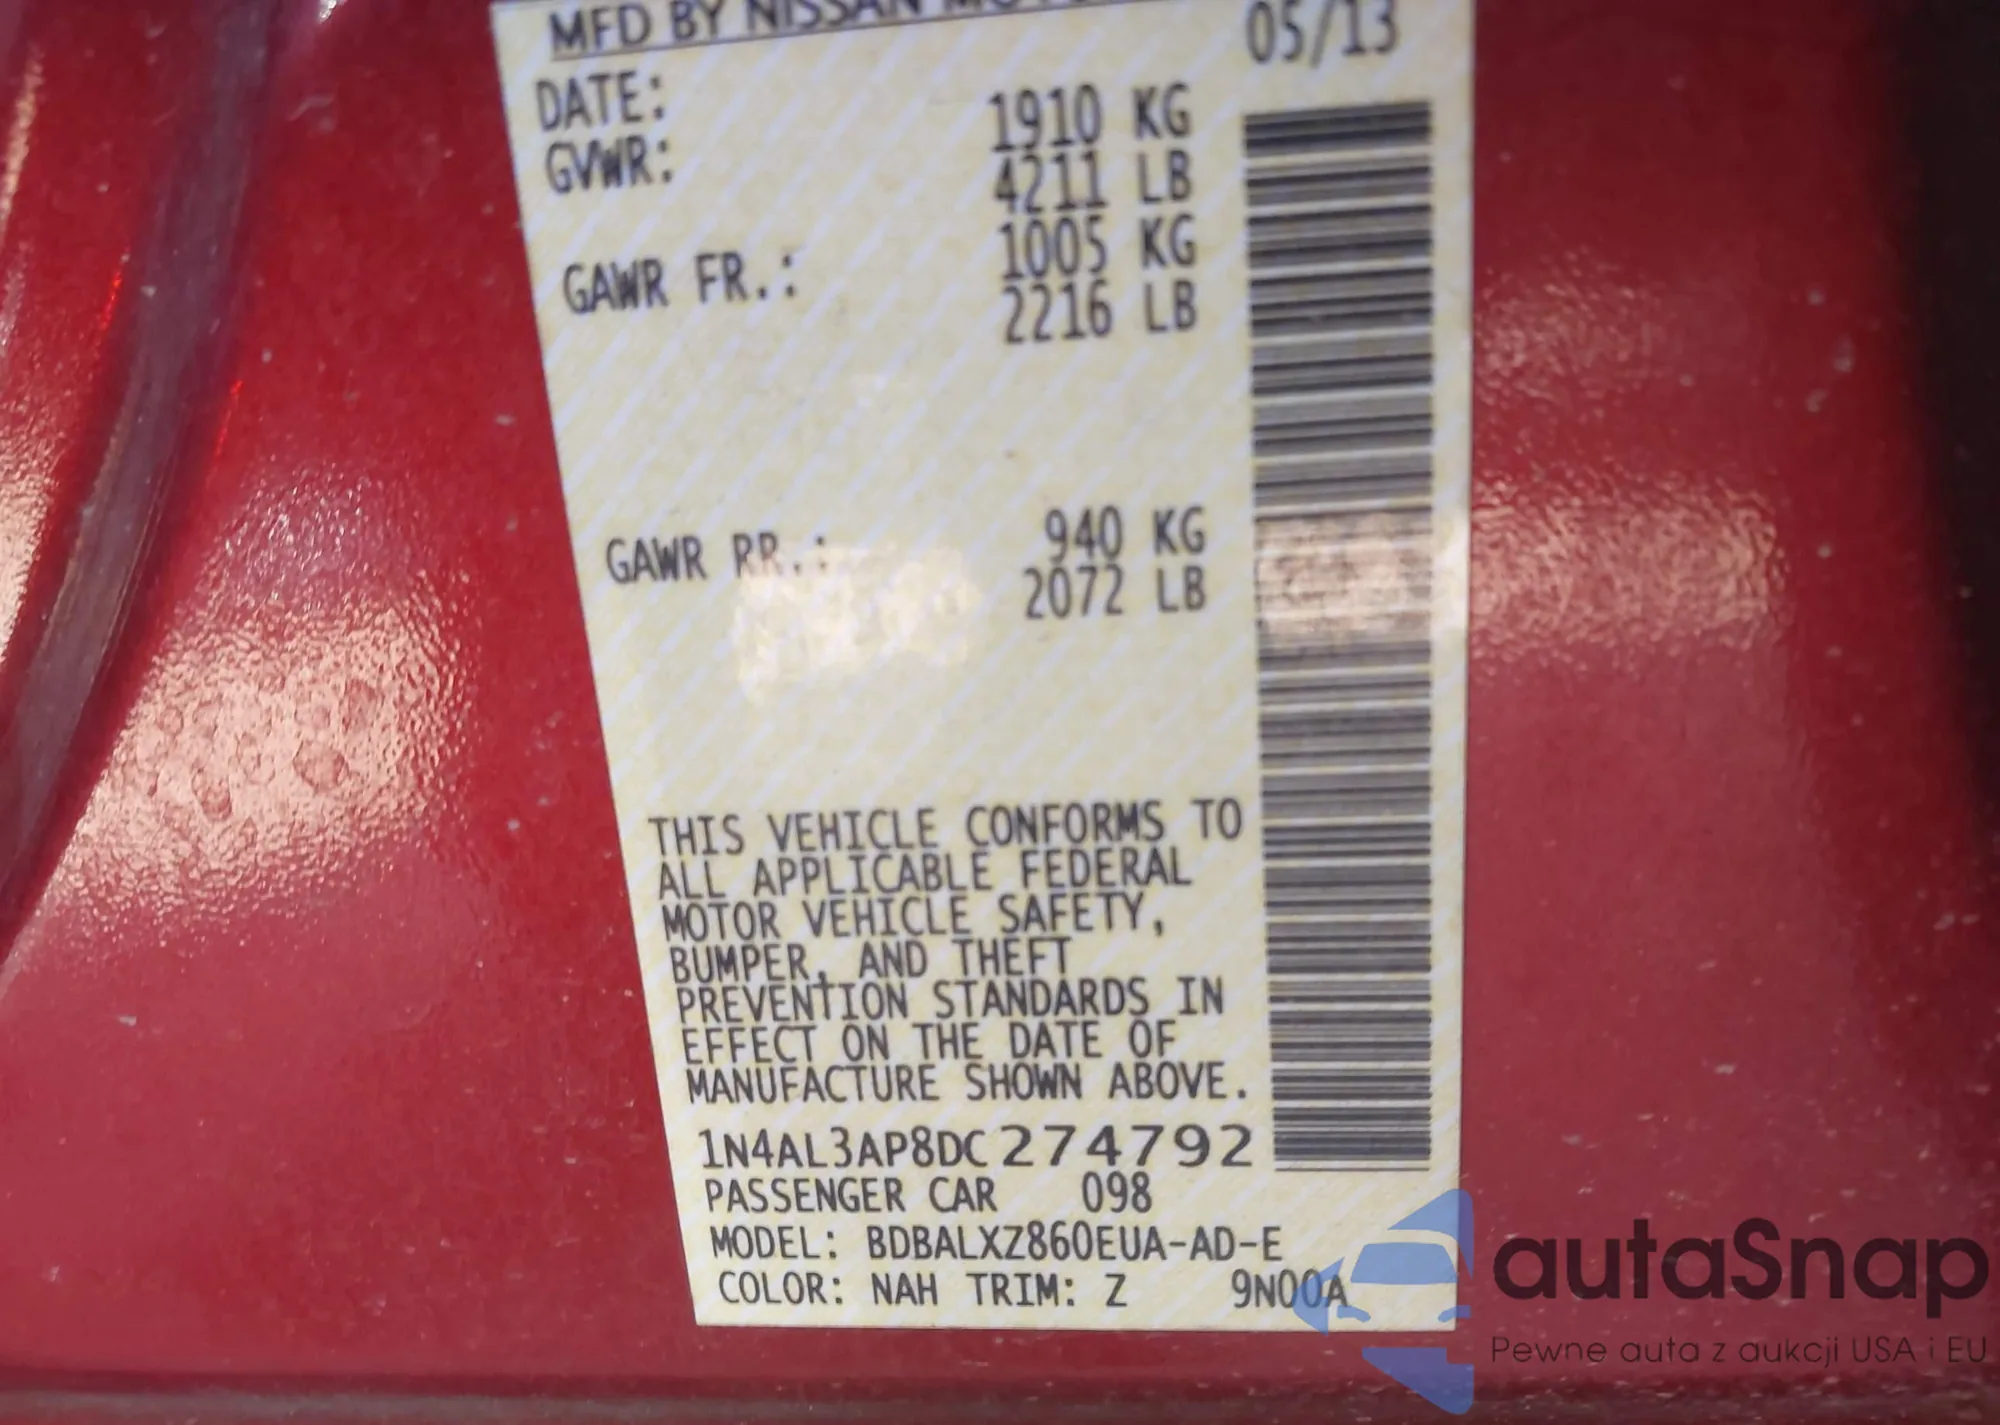 MFD BY NISSAN
DATE: 05/13
GVWR: 1910 KG
4211 LB
GAWR FR.: 1005 KG
2216 LB
GAWR RR.: 940 KG
2072 LB
THIS VEHICLE CONFORMS TO
ALL APPLICABLE FEDERAL
MOTOR VEHICLE SAFETY,
BUMPER, AND THEFT
PREVENTION STANDARDS IN
EFFECT ON THE DATE OF
MANUFACTURE SHOWN ABOVE.
1N4AL3AP8DC274792
PASSENGER CAR 098
MODEL: BDBALXZ860EUA-AD-E
COLOR: NAH TRIM: Z 9N00A
autaSnap
Pewne auta z aukcji USA i EU